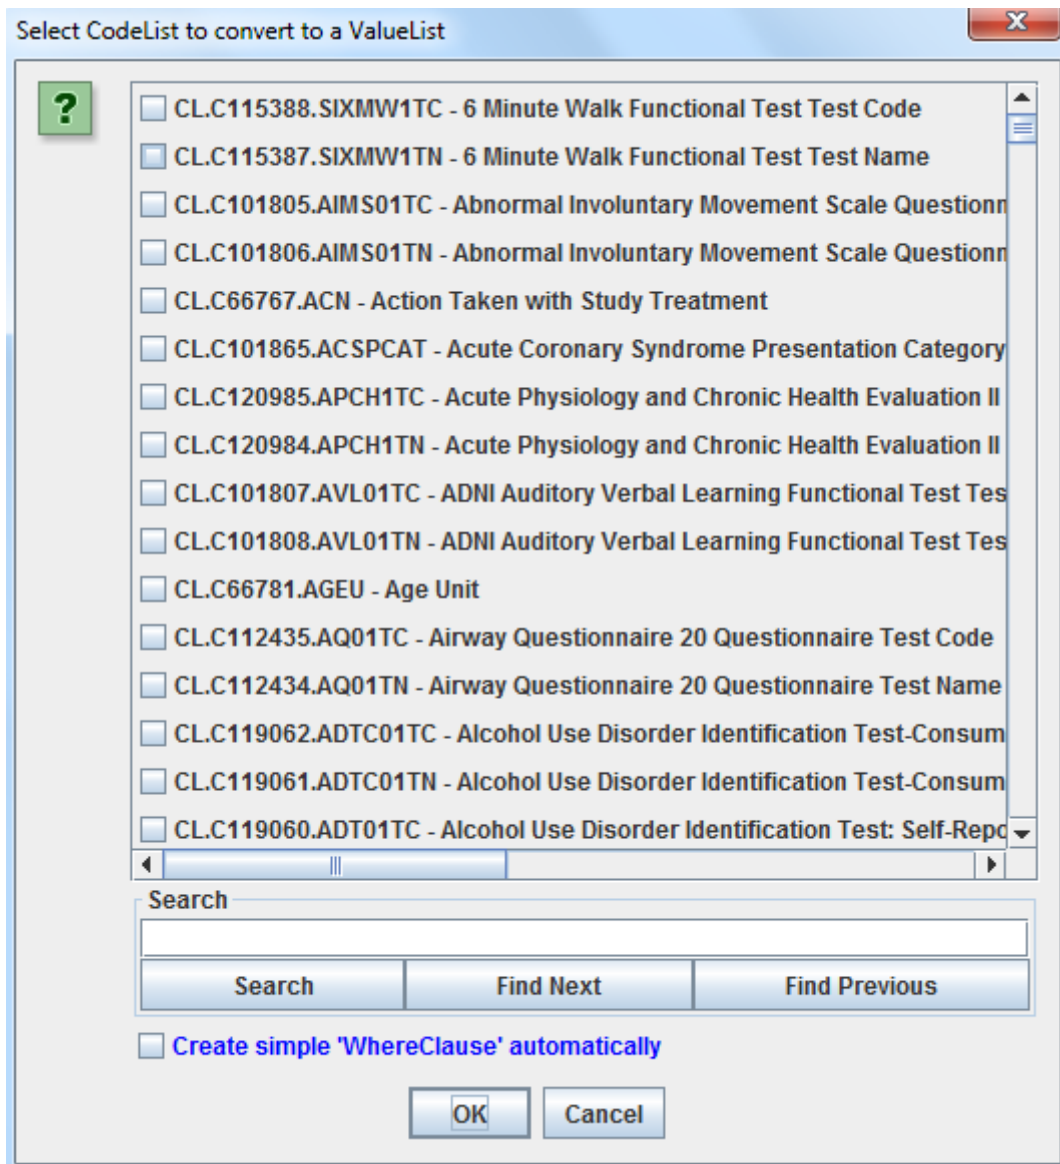 Select CodeList to convert to a ValueList
X
?
CL.C115388.SIXMW1TC - 6 Minute Walk Functional Test Test Code
CL.C115387.SIXMW1TN - 6 Minute Walk Functional Test Test Name
CL.C101805.AIMS01TC - Abnormal Involuntary Movement Scale Questionn
CL.C101806.AIMS01TN - Abnormal Involuntary Movement Scale Questionn
CL.C66767.ACN - Action Taken with Study Treatment
CL.C101865.ACSPCAT - Acute Coronary Syndrome Presentation Category
CL.C120985.APCH1TC - Acute Physiology and Chronic Health Evaluation II
CL.C120984.APCH1TN - Acute Physiology and Chronic Health Evaluation II
CL.C101807.AVL01TC - ADNI Auditory Verbal Learning Functional Test Tes
CL.C101808.AVL01TN - ADNI Auditory Verbal Learning Functional Test Tes
CL.C66781.AGEU - Age Unit
CL.C112435.AQ01TC - Airway Questionnaire 20 Questionnaire Test Code
CL.C112434.AQ01TN - Airway Questionnaire 20 Questionnaire Test Name
CL.C119062.ADTC01TC - Alcohol Use Disorder Identification Test-Consum
CL.C119061.ADTC01TN - Alcohol Use Disorder Identification Test-Consum
CL.C119060.ADT01TC - Alcohol Use Disorder Identification Test: Self-Repo
Search
Search Find Next Find Previous
Create simple 'WhereClause' automatically
OK Cancel